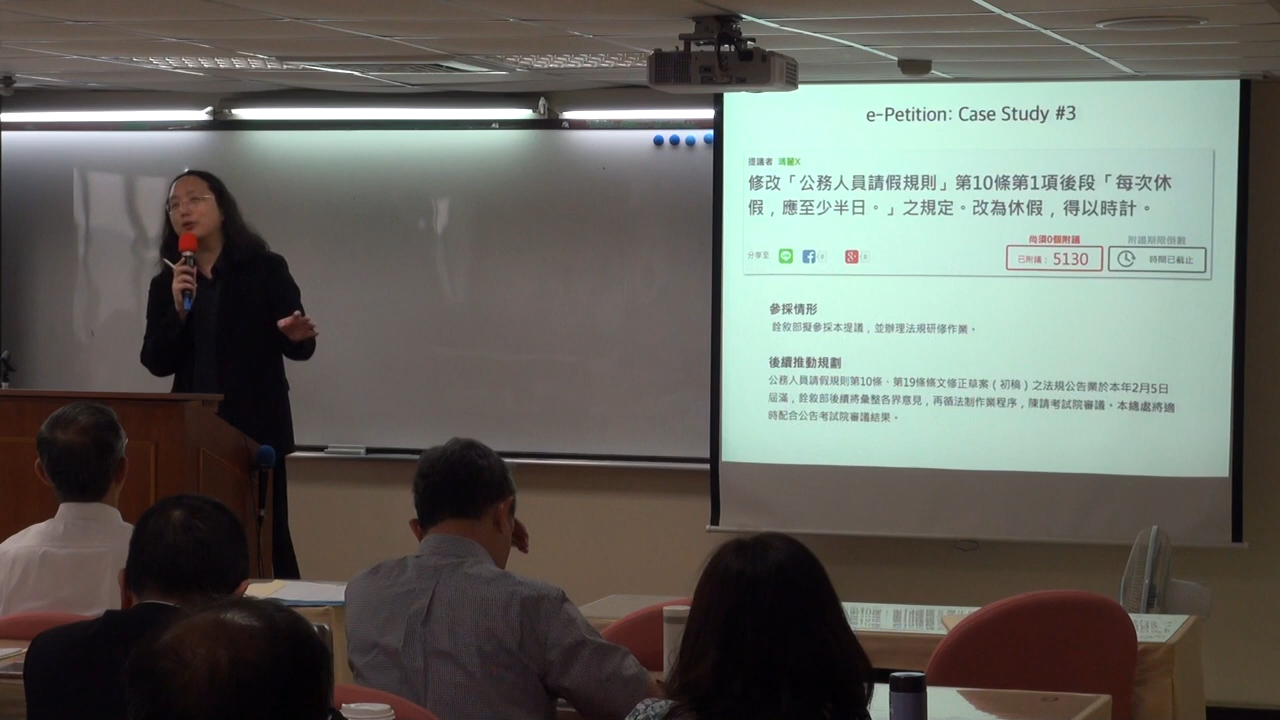 e-Petition: Case Study #3
提議者 瑪麗X
修改「公務人員請假規則」第10條第1項後段「每次休
假，應至少半日。」之規定。改為休假，得以時計。
尚須0個附議
附議期限倒數
分享至
已附議： 5130
時間已截止
參採情形
銓敘部擬參採本提議，並辦理法規研修作業。
後續推動規劃
公務人員請假規則第10條、第19條條文修正草案（初稿）之法規公告業於本年2月5日
屆滿，銓敘部後續將彙整各界意見，再循法制作業程序，陳請考試院審議。本總處將適
時配合公告考試院審議結果。